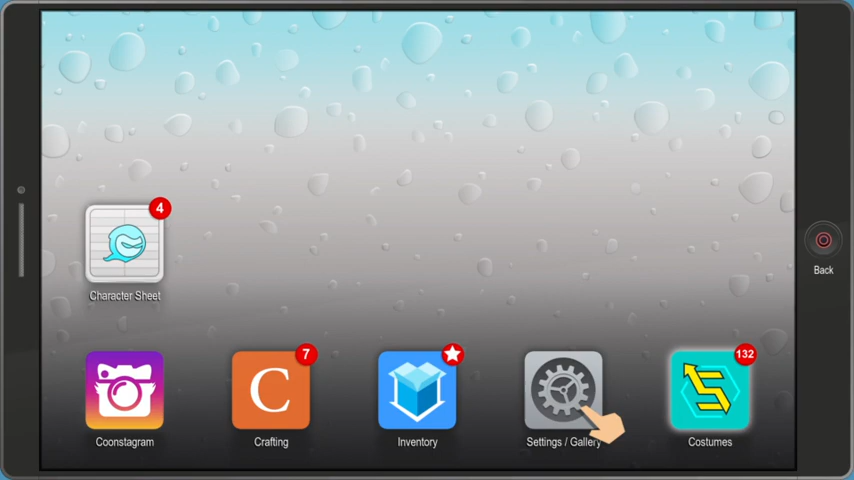 4
Character Sheet
Back
7
132
C
Coonstagram
Crafting
Inventory
Settings / Gallery
Costumes